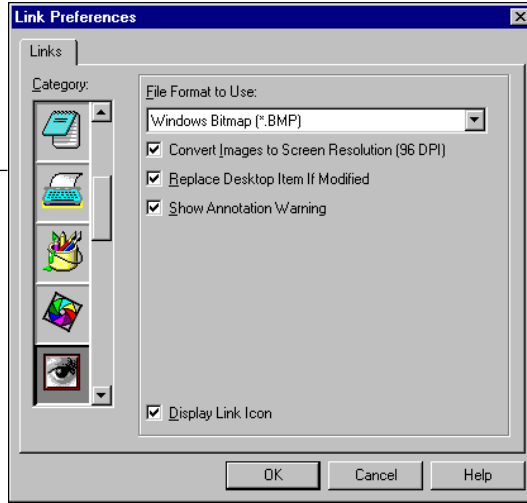 Link Preferences
Links
Category:
File Format to Use:
Windows Bitmap (*.BMP)
Convert Images to Screen Resolution (96 DPI)
Replace Desktop Item If Modified
Show Annotation Warning
Display Link Icon
OK Cancel Help